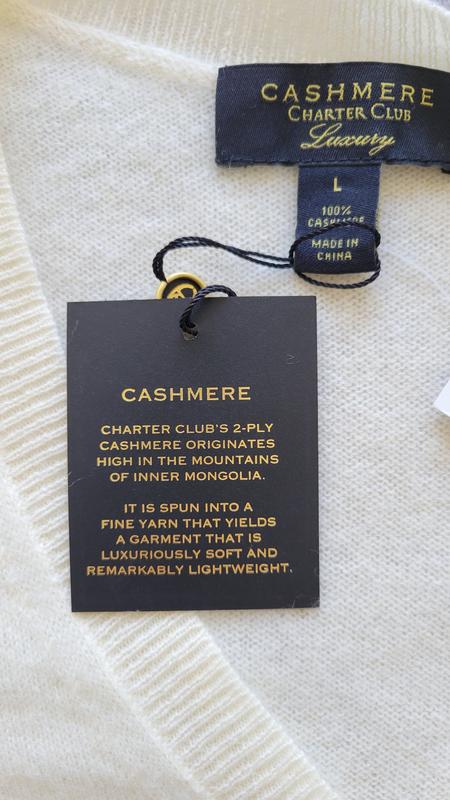 CASHMERE
CHARTER CLUB
Luxury
L
100%
CASHMERE
MADE IN
CHINA
CASHMERE
CHARTER CLUB'S 2-PLY
CASHMERE ORIGINATES
HIGH IN THE MOUNTAINS
OF INNER MONGOLIA.
IT IS SPUN INTO A
FINE YARN THAT YIELDS
A GARMENT THAT IS
LUXURIOUSLY SOFT AND
REMARKABLY LIGHTWEIGHT.